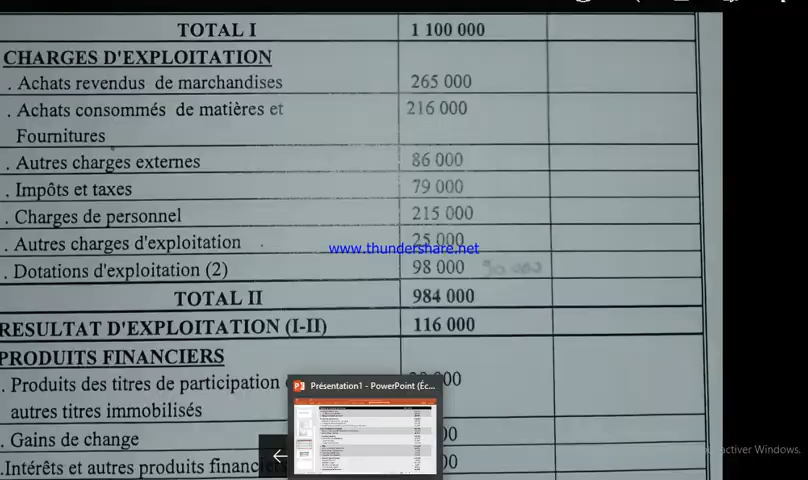 TOTAL I 1 100 000
CHARGES D'EXPLOITATION
. Achats revendus de marchandises 265 000
. Achats consommés de matières et 216 000
Fournitures
. Autres charges externes 86 000
. Impôts et taxes 79 000
. Charges de personnel 215 000
. Autres charges d'exploitation 25 000
www.thundershare.net
. Dotations d'exploitation (2) 98 000
TOTAL II 984 000
RESULTAT D'EXPLOITATION (I-II) 116 000
PRODUITS FINANCIERS
. Produits des titres de participation
Présentation1 - PowerPoint (Éc...
autres titres immobilisés
. Gains de change
.Intérêts et autres produits
activer Windows.